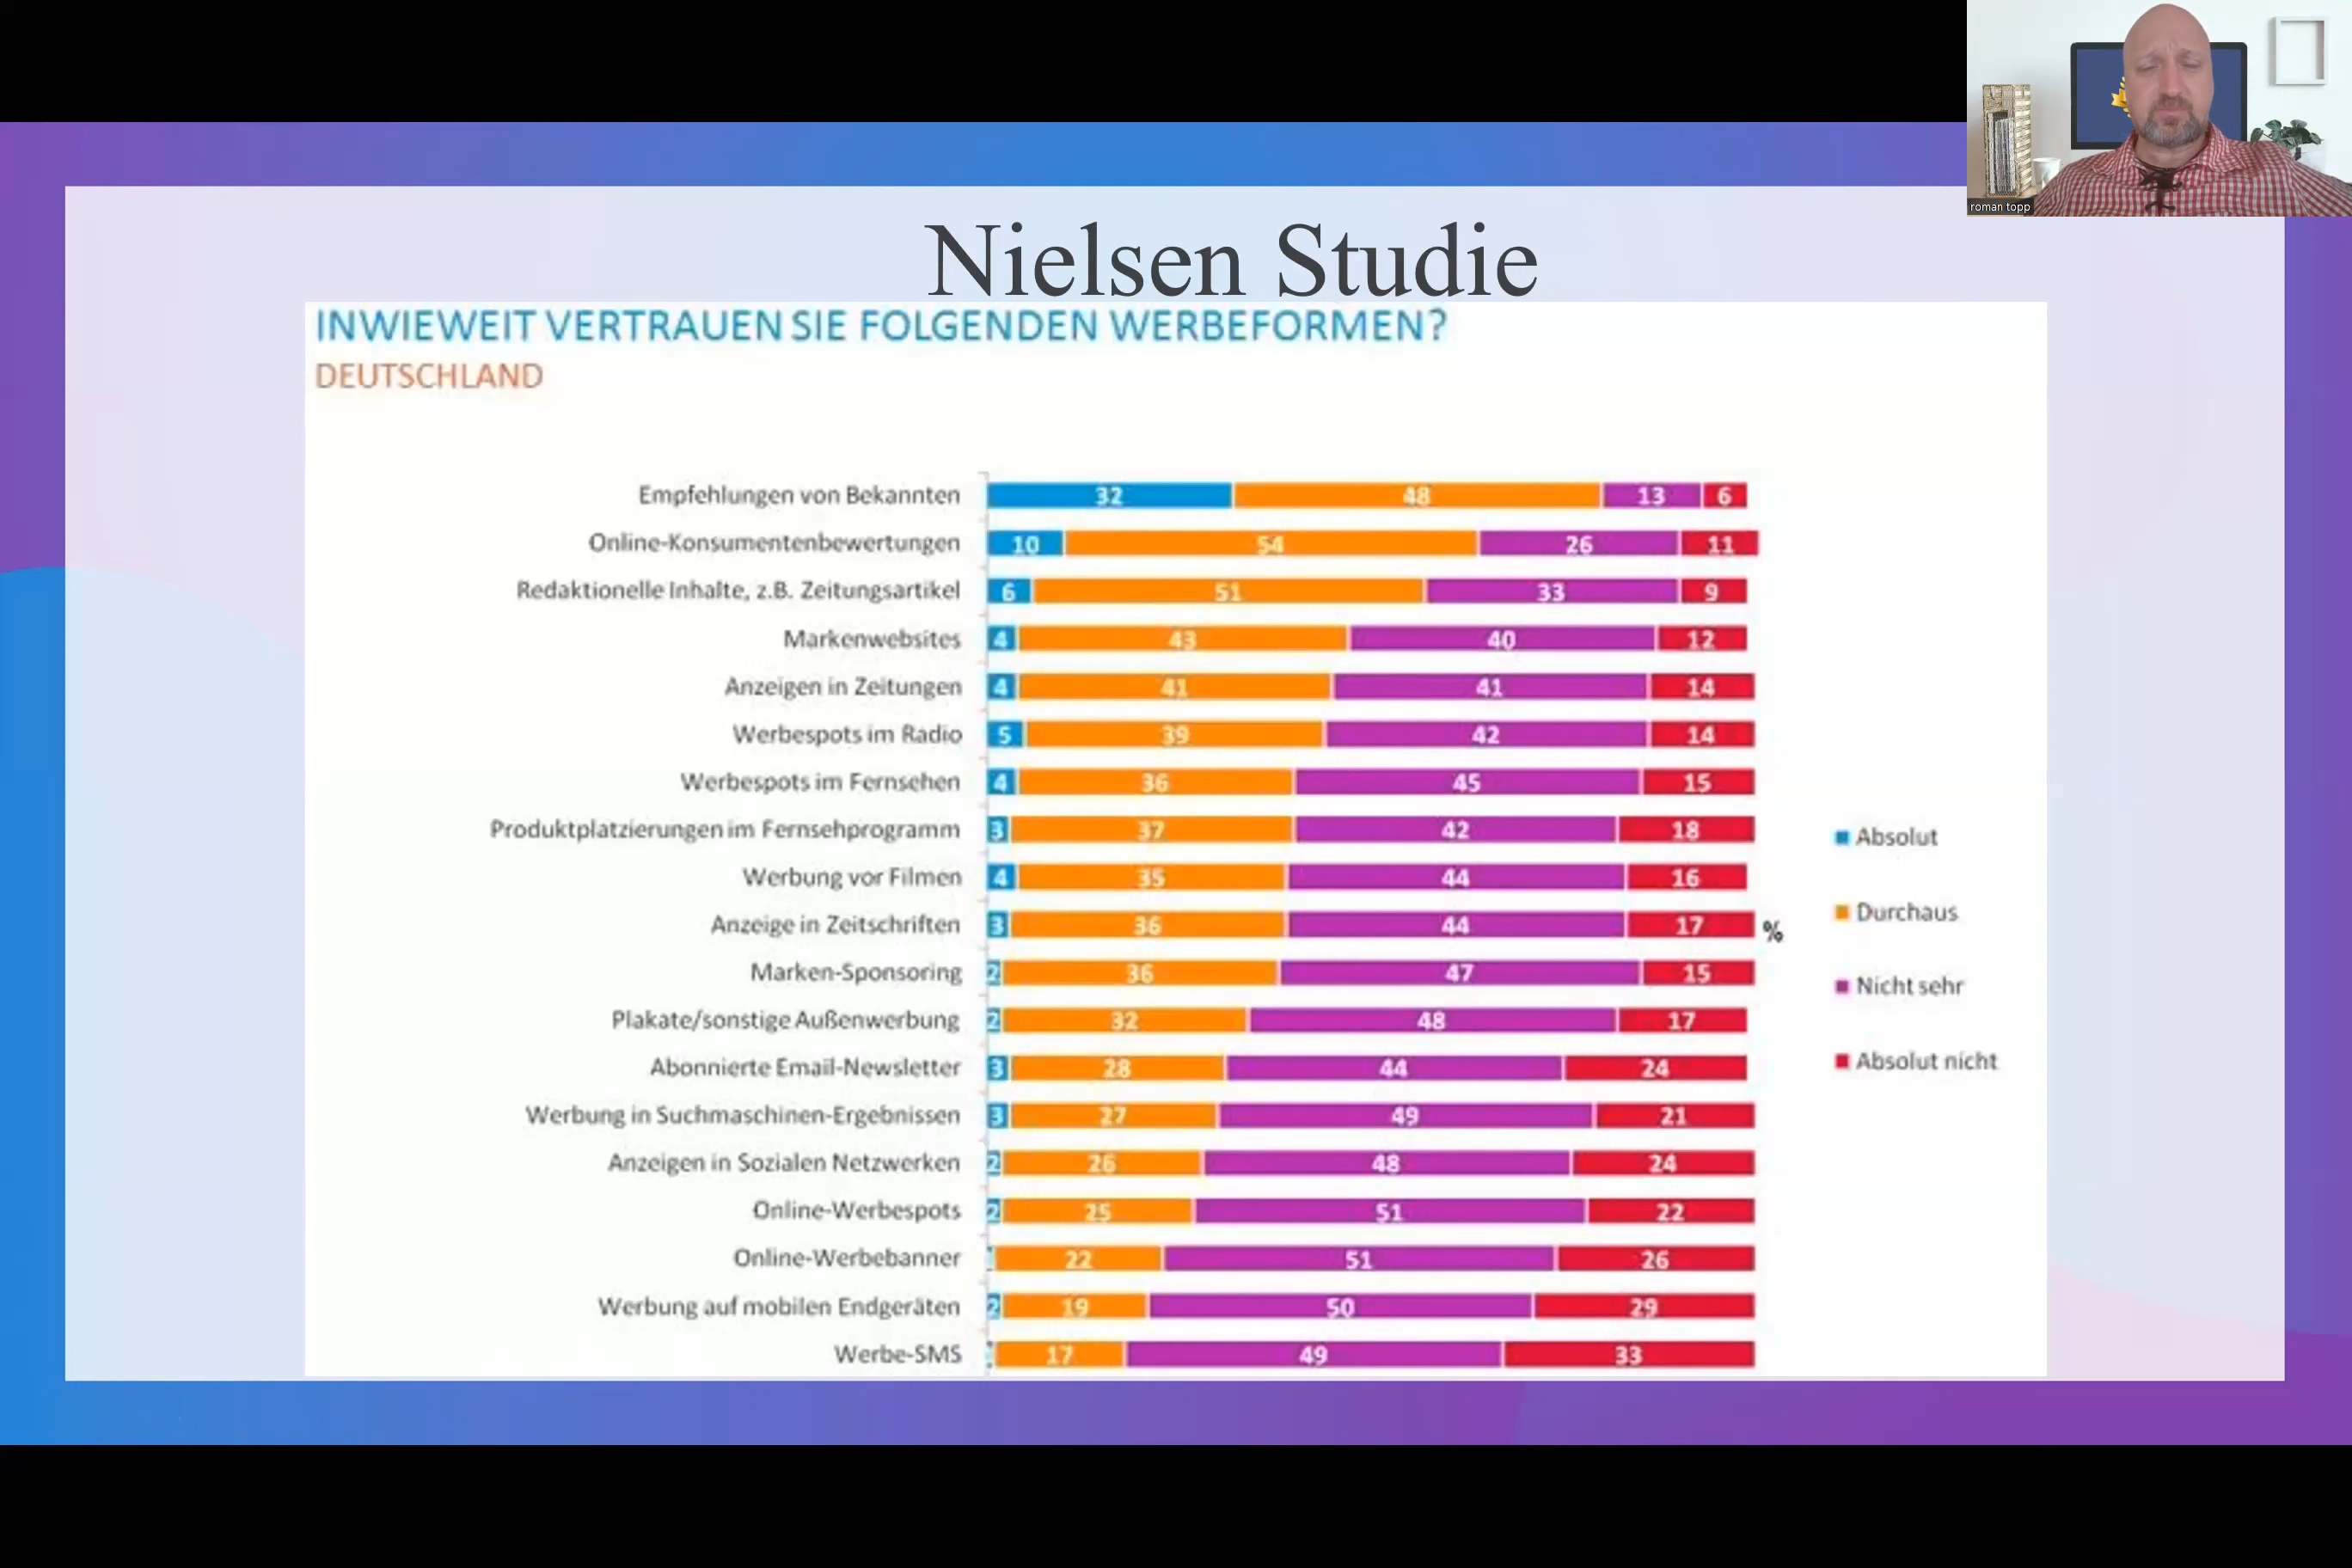 roman topp
Nielsen Studie
INWIEWEIT VERTRAUEN SIE FOLGENDEN WERBEFORMEN?
DEUTSCHLAND
Empfehlungen von Bekannten 32 48 13 6
Online-Konsumentenbewertungen 10 54 26 11
Redaktionelle Inhalte, z.B. Zeitungsartikel 6 51 33 9
Markenwebsites 4 43 40 12
Anzeigen in Zeitungen 4 41 41 14
Werbespots im Radio 5 39 42 14
Werbespots im Fernsehen 4 36 45 15
Produktplatzierungen im Fernsehprogramm 3 37 42 18
Werbung vor Filmen 4 35 44 16
Anzeige in Zeitschriften 3 36 44 17 %
Marken-Sponsoring 2 36 47 15
Plakate/sonstige Außenwerbung 2 32 48 17
Abonnierte Email-Newsletter 3 28 44 24
Werbung in Suchmaschinen-Ergebnissen 3 27 49 21
Anzeigen in Sozialen Netzwerken 2 26 48 24
Online-Werbespots 2 25 51 22
Online-Werbebanner 22 51 26
Werbung auf mobilen Endgeräten 2 19 50 29
Werbe-SMS 17 49 33
Absolut
Durchaus
Nicht sehr
Absolut nicht